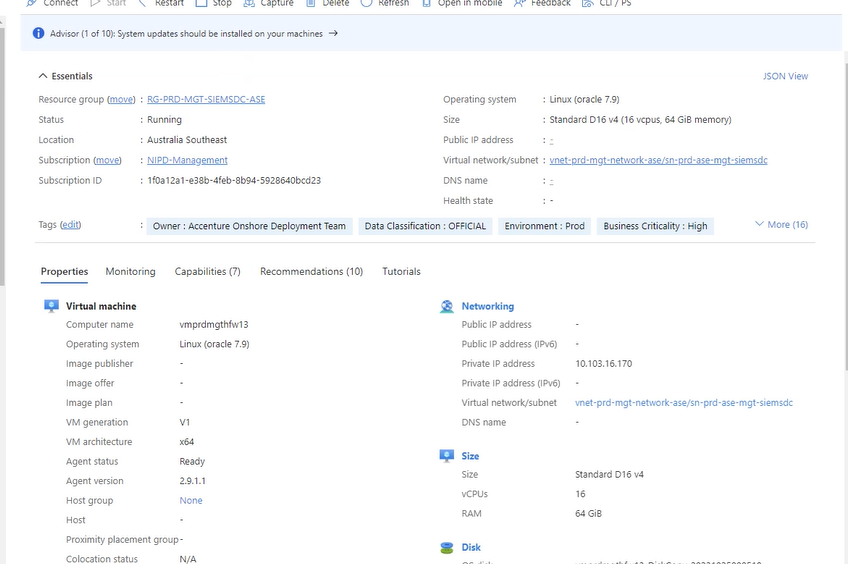 Connect Start Restart Stop Capture Delete Refresh Open in mobile Feedback CLI / PS
Advisor (1 of 10): System updates should be installed on your machines →
Essentials JSON View
Resource group (move) : RG-PRD-MGT-SIEMSDC-ASE
Operating system : Linux (oracle 7.9)
Status : Running
Size : Standard D16 v4 (16 vcpus, 64 GiB memory)
Location : Australia Southeast
Public IP address : -
Subscription (move) : NIPD-Management
Virtual network/subnet : vnet-prd-mgt-network-ase/sn-prd-ase-mgt-siemsdc
Subscription ID : 1f0a12a1-e38b-4feb-8b94-5928640bcd23
DNS name : -
Health state : -
Tags (edit) : Owner : Accenture Onshore Deployment Team Data Classification : OFFICIAL Environment : Prod Business Criticality : High More (16)
Properties Monitoring Capabilities (7) Recommendations (10) Tutorials
Virtual machine
Computer name vmprdmgthfw13
Operating system Linux (oracle 7.9)
Image publisher -
Image offer -
Image plan -
VM generation V1
VM architecture x64
Agent status Ready
Agent version 2.9.1.1
Host group None
Host -
Proximity placement group -
Colocation status N/A
Networking
Public IP address -
Public IP address (IPv6) -
Private IP address 10.103.16.170
Private IP address (IPv6) -
Virtual network/subnet vnet-prd-mgt-network-ase/sn-prd-ase-mgt-siemsdc
DNS name -
Size
Size Standard D16 v4
vCPUs 16
RAM 64 GiB
Disk